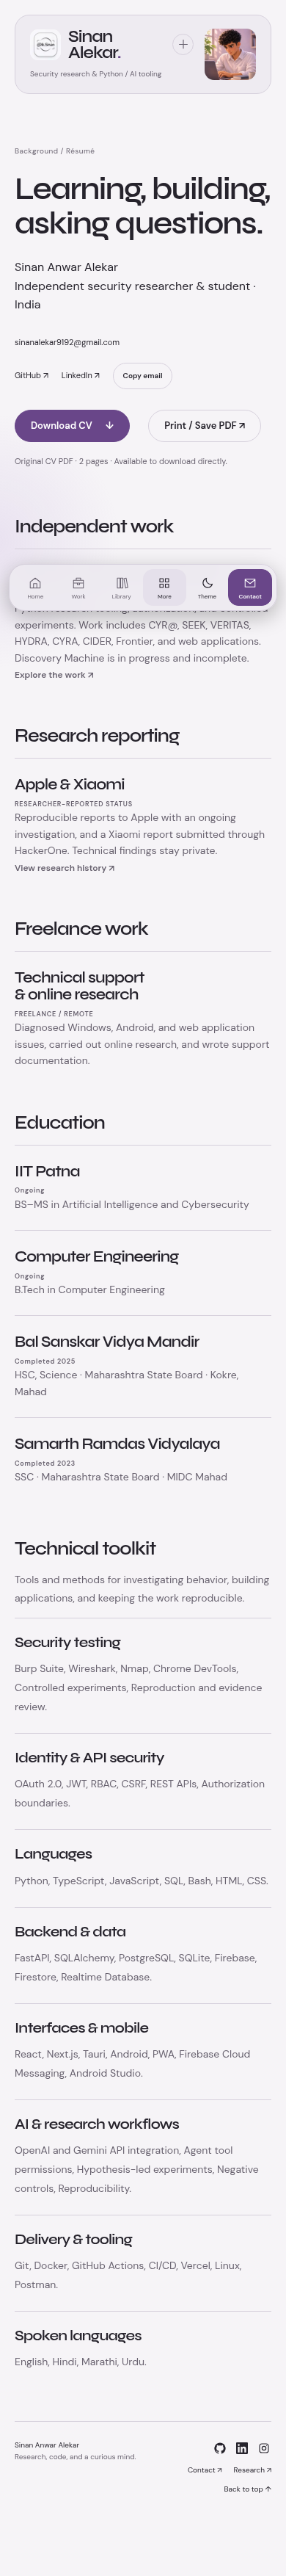 Sinan
Alekar.
Security research & Python / AI tooling
Background / Résumé
Learning, building,
asking questions.
Sinan Anwar Alekar
Independent security researcher & student ·
India
sinanalekar9192@gmail.com
GitHub ↗ LinkedIn ↗ Copy email
Download CV ↓ Print / Save PDF ↗
Original CV PDF · 2 pages · Available to download directly.
Independent work
Home Work Library More Theme Contact
experiments. Work includes CYR@, SEEK, VERITAS,
HYDRA, CYRA, CIDER, Frontier, and web applications.
Discovery Machine is in progress and incomplete.
Explore the work ↗
Research reporting
Apple & Xiaomi
RESEARCHER-REPORTED STATUS
Reproducible reports to Apple with an ongoing
investigation, and a Xiaomi report submitted through
HackerOne. Technical findings stay private.
View research history ↗
Freelance work
Technical support
& online research
FREELANCE / REMOTE
Diagnosed Windows, Android, and web application
issues, carried out online research, and wrote support
documentation.
Education
IIT Patna
Ongoing
BS–MS in Artificial Intelligence and Cybersecurity
Computer Engineering
Ongoing
B.Tech in Computer Engineering
Bal Sanskar Vidya Mandir
Completed 2025
HSC, Science · Maharashtra State Board · Kokre,
Mahad
Samarth Ramdas Vidyalaya
Completed 2023
SSC · Maharashtra State Board · MIDC Mahad
Technical toolkit
Tools and methods for investigating behavior, building
applications, and keeping the work reproducible.
Security testing
Burp Suite, Wireshark, Nmap, Chrome DevTools,
Controlled experiments, Reproduction and evidence
review.
Identity & API security
OAuth 2.0, JWT, RBAC, CSRF, REST APIs, Authorization
boundaries.
Languages
Python, TypeScript, JavaScript, SQL, Bash, HTML, CSS.
Backend & data
FastAPI, SQLAlchemy, PostgreSQL, SQLite, Firebase,
Firestore, Realtime Database.
Interfaces & mobile
React, Next.js, Tauri, Android, PWA, Firebase Cloud
Messaging, Android Studio.
AI & research workflows
OpenAI and Gemini API integration, Agent tool
permissions, Hypothesis-led experiments, Negative
controls, Reproducibility.
Delivery & tooling
Git, Docker, GitHub Actions, CI/CD, Vercel, Linux,
Postman.
Spoken languages
English, Hindi, Marathi, Urdu.
Sinan Anwar Alekar
Research, code, and a curious mind.
Contact ↗ Research ↗
Back to top ↑